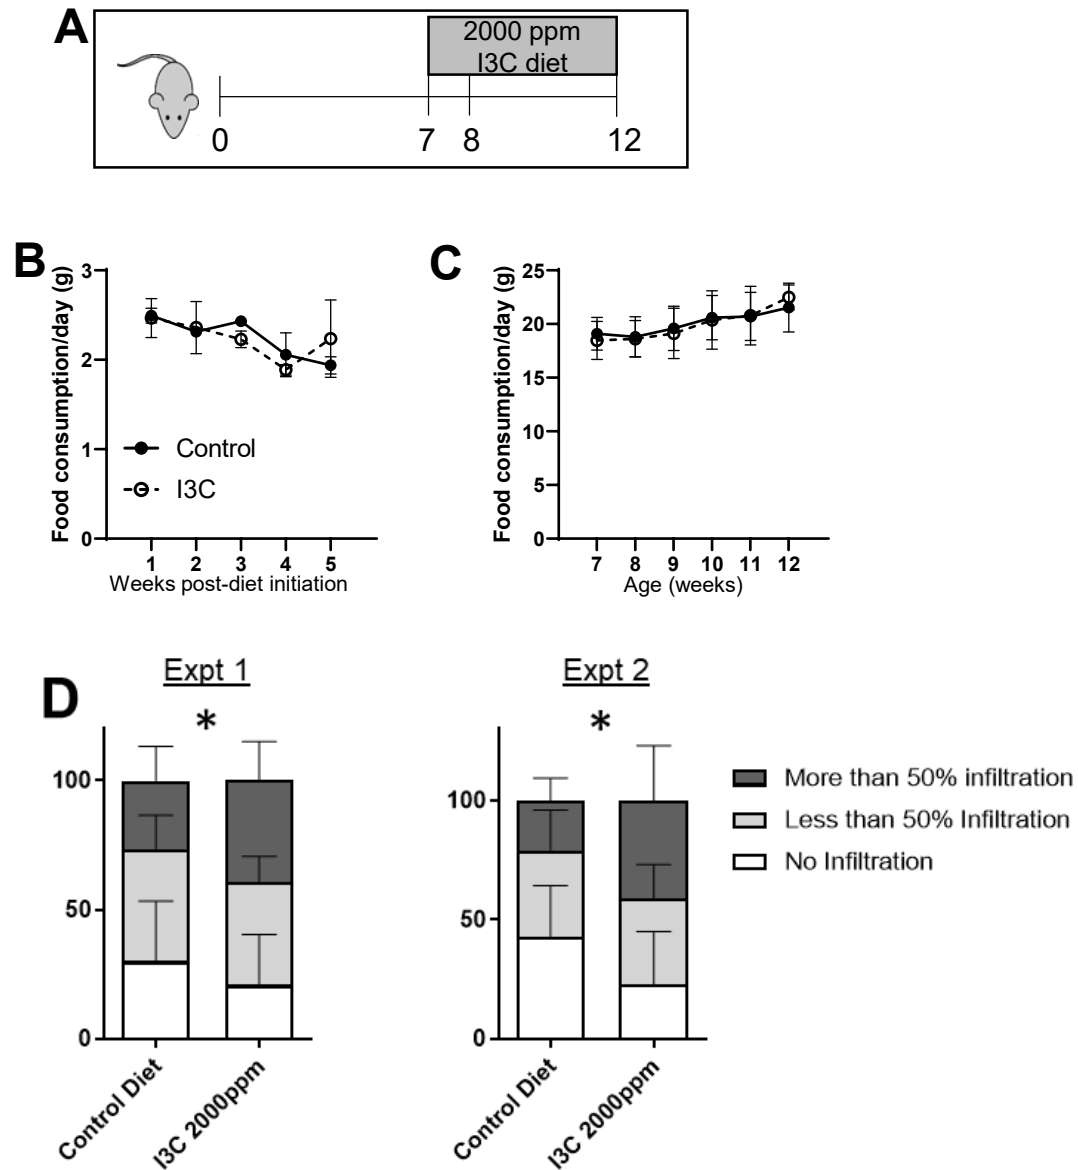 A
2000 ppm
I3C diet
0 7 8 12
B
Food consumption/day (g)
3
2
1
0
Control
I3C
1 2 3 4 5
Weeks post-diet initiation
C
Food consumption/day (g)
25
20
15
10
5
0
7 8 9 10 11 12
Age (weeks)
D
Expt 1
*
100
50
0
Control Diet
I3C 2000ppm
Expt 2
*
100
50
0
Control Diet
I3C 2000ppm
More than 50% infiltration
Less than 50% Infiltration
No Infiltration